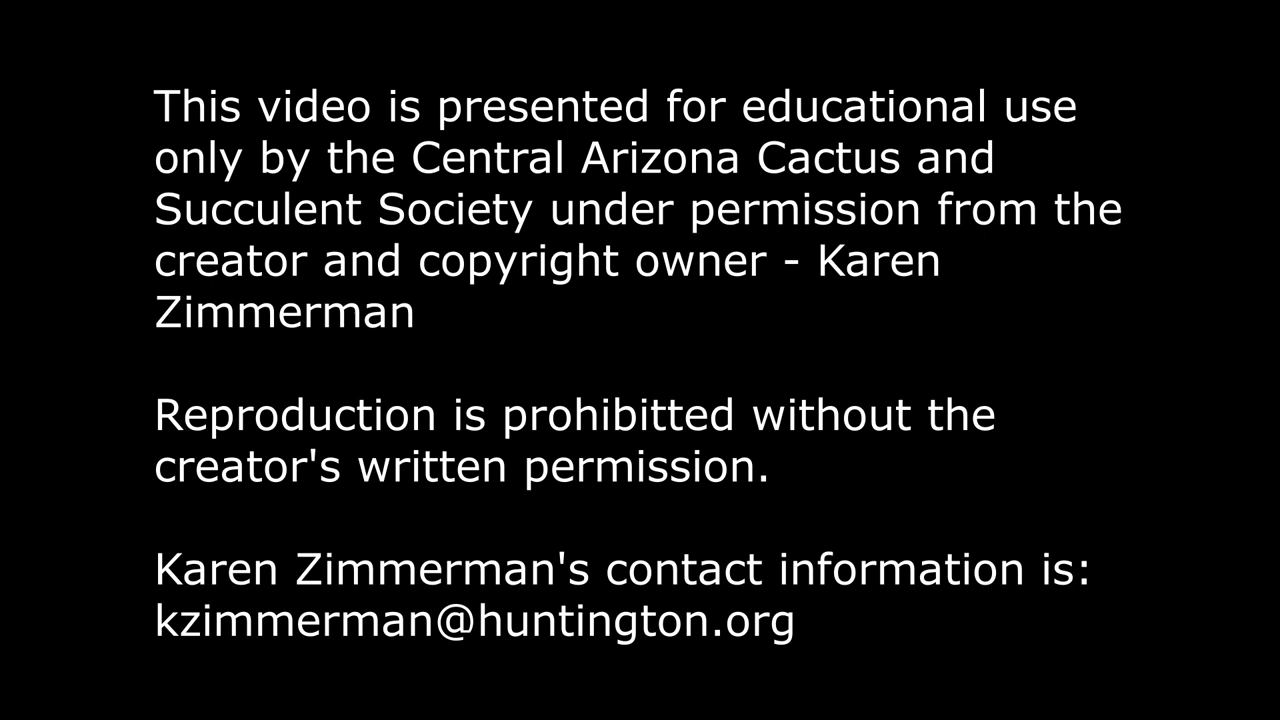 This video is presented for educational use
only by the Central Arizona Cactus and
Succulent Society under permission from the
creator and copyright owner - Karen
Zimmerman
Reproduction is prohibitted without the
creator's written permission.
Karen Zimmerman's contact information is:
kzimmerman@huntington.org